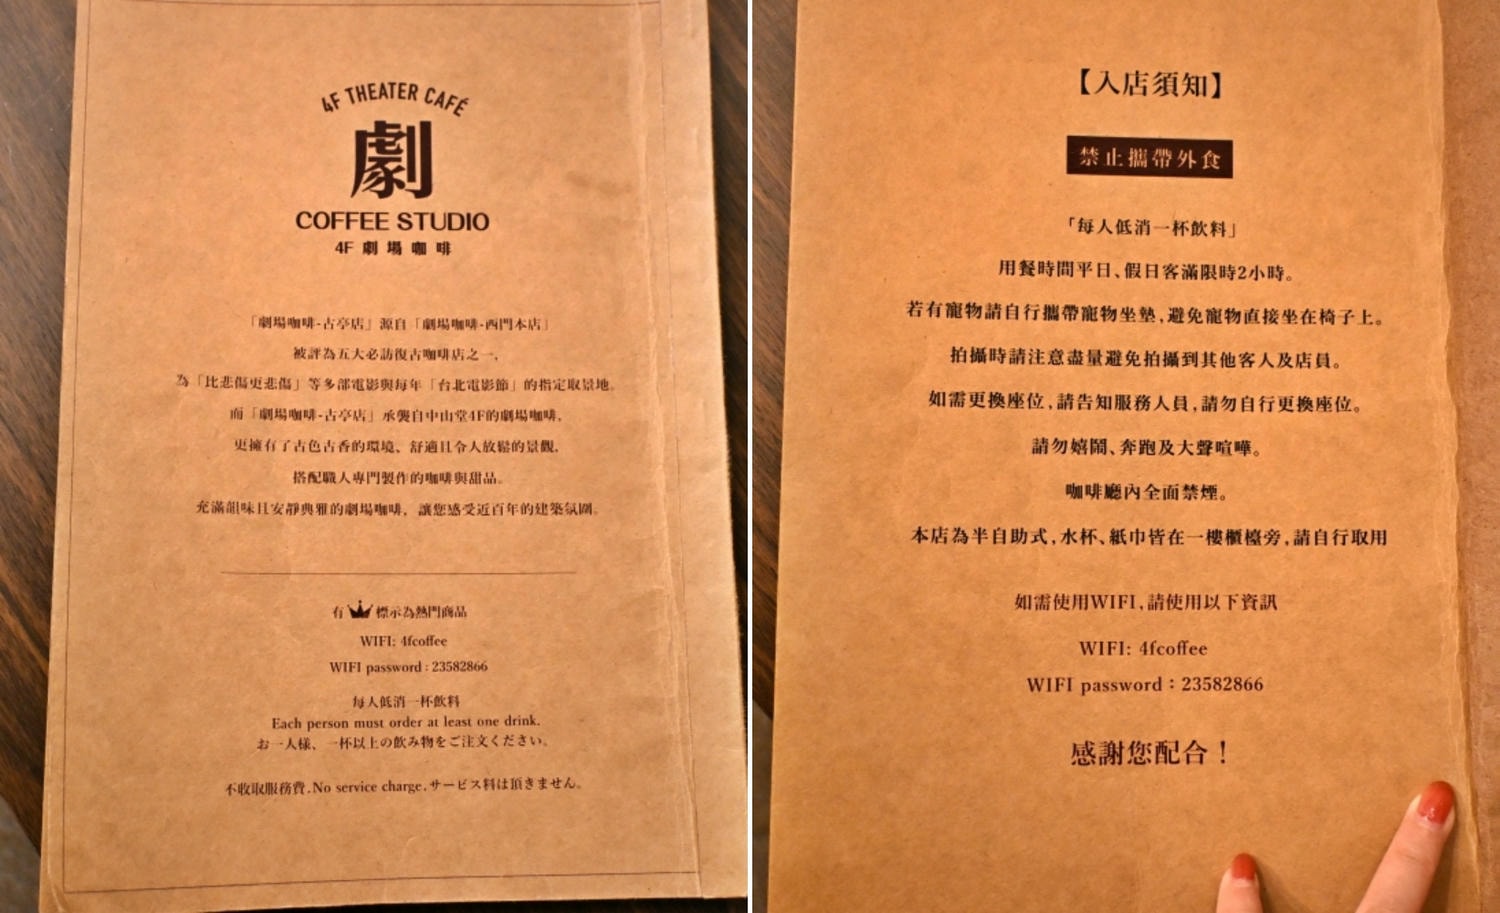 4F THEATER CAFÉ
劇
COFFEE STUDIO
4F 劇場咖啡
「劇場咖啡-古亭店」源自「劇場咖啡-西門本店」
被評為五大必訪復古咖啡店之一,
為「比悲傷更悲傷」等多部電影與每年「台北電影節」的指定取景地。
而「劇場咖啡-古亭店」承襲自中山堂4F的劇場咖啡,
更擁有了古色古香的環境、舒適且令人放鬆的景觀,
搭配職人專門製作的咖啡與甜品。
充滿韻味且安靜典雅的劇場咖啡，讓您感受近百年的建築氛圍。
有 標示為熱門商品
WIFI: 4fcoffee
WIFI password : 23582866
每人低消一杯飲料
Each person must order at least one drink.
お一人様、一杯以上の飲み物をご注文ください。
不收取服務費.No service charge.サービス料は頂きません。
【入店須知】
禁止攜帶外食
「每人低消一杯飲料」
用餐時間平日、假日客滿限時2小時。
若有寵物請自行攜帶寵物坐墊,避免寵物直接坐在椅子上。
拍攝時請注意盡量避免拍攝到其他客人及店員。
如需更換座位,請告知服務人員,請勿自行更換座位。
請勿嬉鬧、奔跑及大聲喧嘩。
咖啡廳內全面禁煙。
本店為半自助式,水杯、紙巾皆在一樓櫃檯旁,請自行取用
如需使用WIFI,請使用以下資訊
WIFI: 4fcoffee
WIFI password：23582866
感謝您配合！